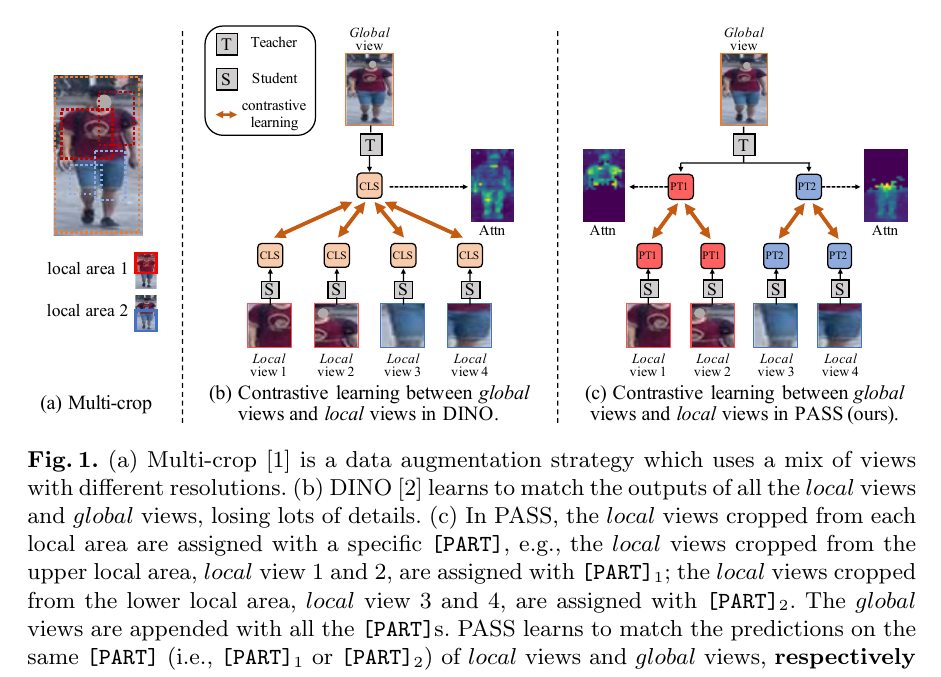 local area 1
local area 2
(a) Multi-crop
T Teacher
S Student
contrastive
learning
Global
view
T
CLS
Attn
CLS CLS CLS CLS
S S S S
Local
view 1
Local
view 2
Local
view 3
Local
view 4
(b) Contrastive learning between global
views and local views in DINO.
Global
view
T
PT1 PT2
Attn Attn
PT1 PT1 PT2 PT2
S S S S
Local
view 1
Local
view 2
Local
view 3
Local
view 4
(c) Contrastive learning between global
views and local views in PASS (ours).
Fig. 1. (a) Multi-crop [1] is a data augmentation strategy which uses a mix of views
with different resolutions. (b) DINO [2] learns to match the outputs of all the local views
and global views, losing lots of details. (c) In PASS, the local views cropped from each
local area are assigned with a specific [PART], e.g., the local views cropped from the
upper local area, local view 1 and 2, are assigned with [PART]₁; the local views cropped
from the lower local area, local view 3 and 4, are assigned with [PART]₂. The global
views are appended with all the [PART]s. PASS learns to match the predictions on the
same [PART] (i.e., [PART]₁ or [PART]₂) of local views and global views, respectively